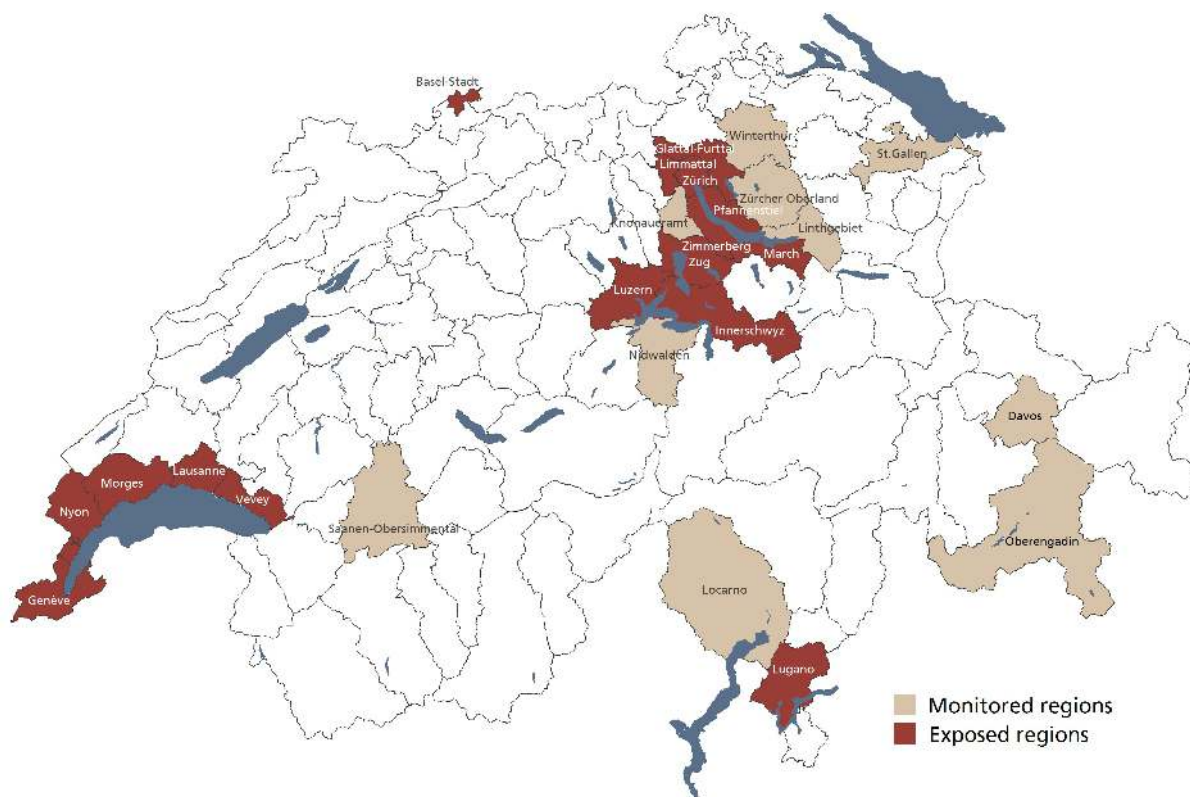 Basel-Stadt
Winterthur
Glattal-Furttal
Limmattal
St.Gallen
Zürich
Zürcher Oberland
Pfannenstiel
Knonaueramt
Linthgebiet
Zimmerberg
March
Zug
Luzern
Innerschwyz
Nidwalden
Davos
Lausanne
Morges
Vevey
Nyon
Saanen-Obersimmental
Oberengadin
Locarno
Genève
Lugano
Monitored regions
Exposed regions